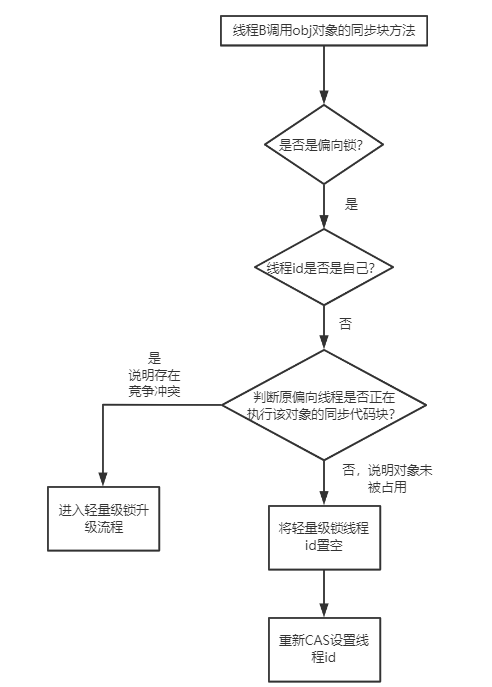 线程B调用obj对象的同步块方法
是否是偏向锁？
是
线程id是否是自己？
否
是
说明存在
竞争冲突
判断原偏向线程是否正在
执行该对象的同步代码块？
否，说明对象未
被占用
进入轻量级锁升
级流程
将轻量级锁线程
id置空
重新CAS设置线
程id